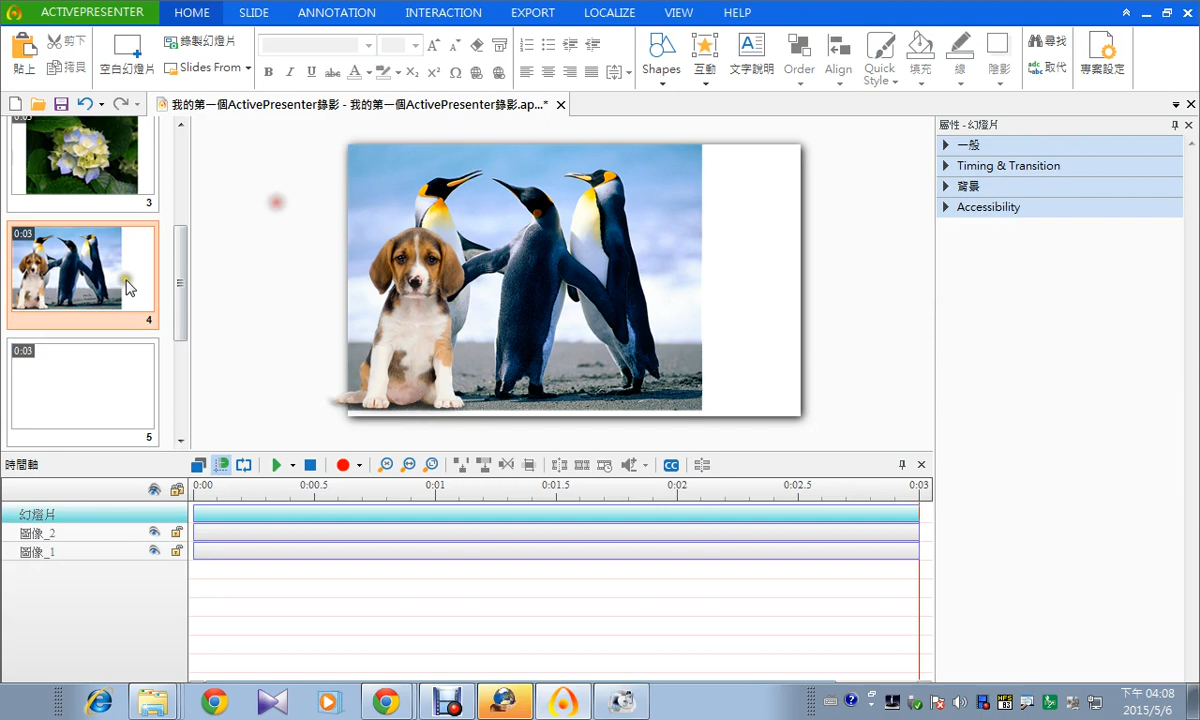 ACTIVEPRESENTER HOME SLIDE ANNOTATION INTERACTION EXPORT LOCALIZE VIEW HELP
貼上
剪下
拷貝
空白幻燈片
錄製幻燈片
Slides From
B I U abc A X₂ X² Ω
Shapes 互動 文字說明 Order Align Quick Style 填充 線 陰影
尋找
取代
專案設定
我的第一個ActivePresenter錄影 - 我的第一個ActivePresenter錄影.ap...*
屬性 - 幻燈片
一般
Timing & Transition
背景
Accessibility
0:03
3
0:03
4
0:03
5
時間軸
CC
0:00 0:00.5 0:01 0:01.5 0:02 0:02.5 0:03
幻燈片
圖像_2
圖像_1
下午 04:08
2015/5/6